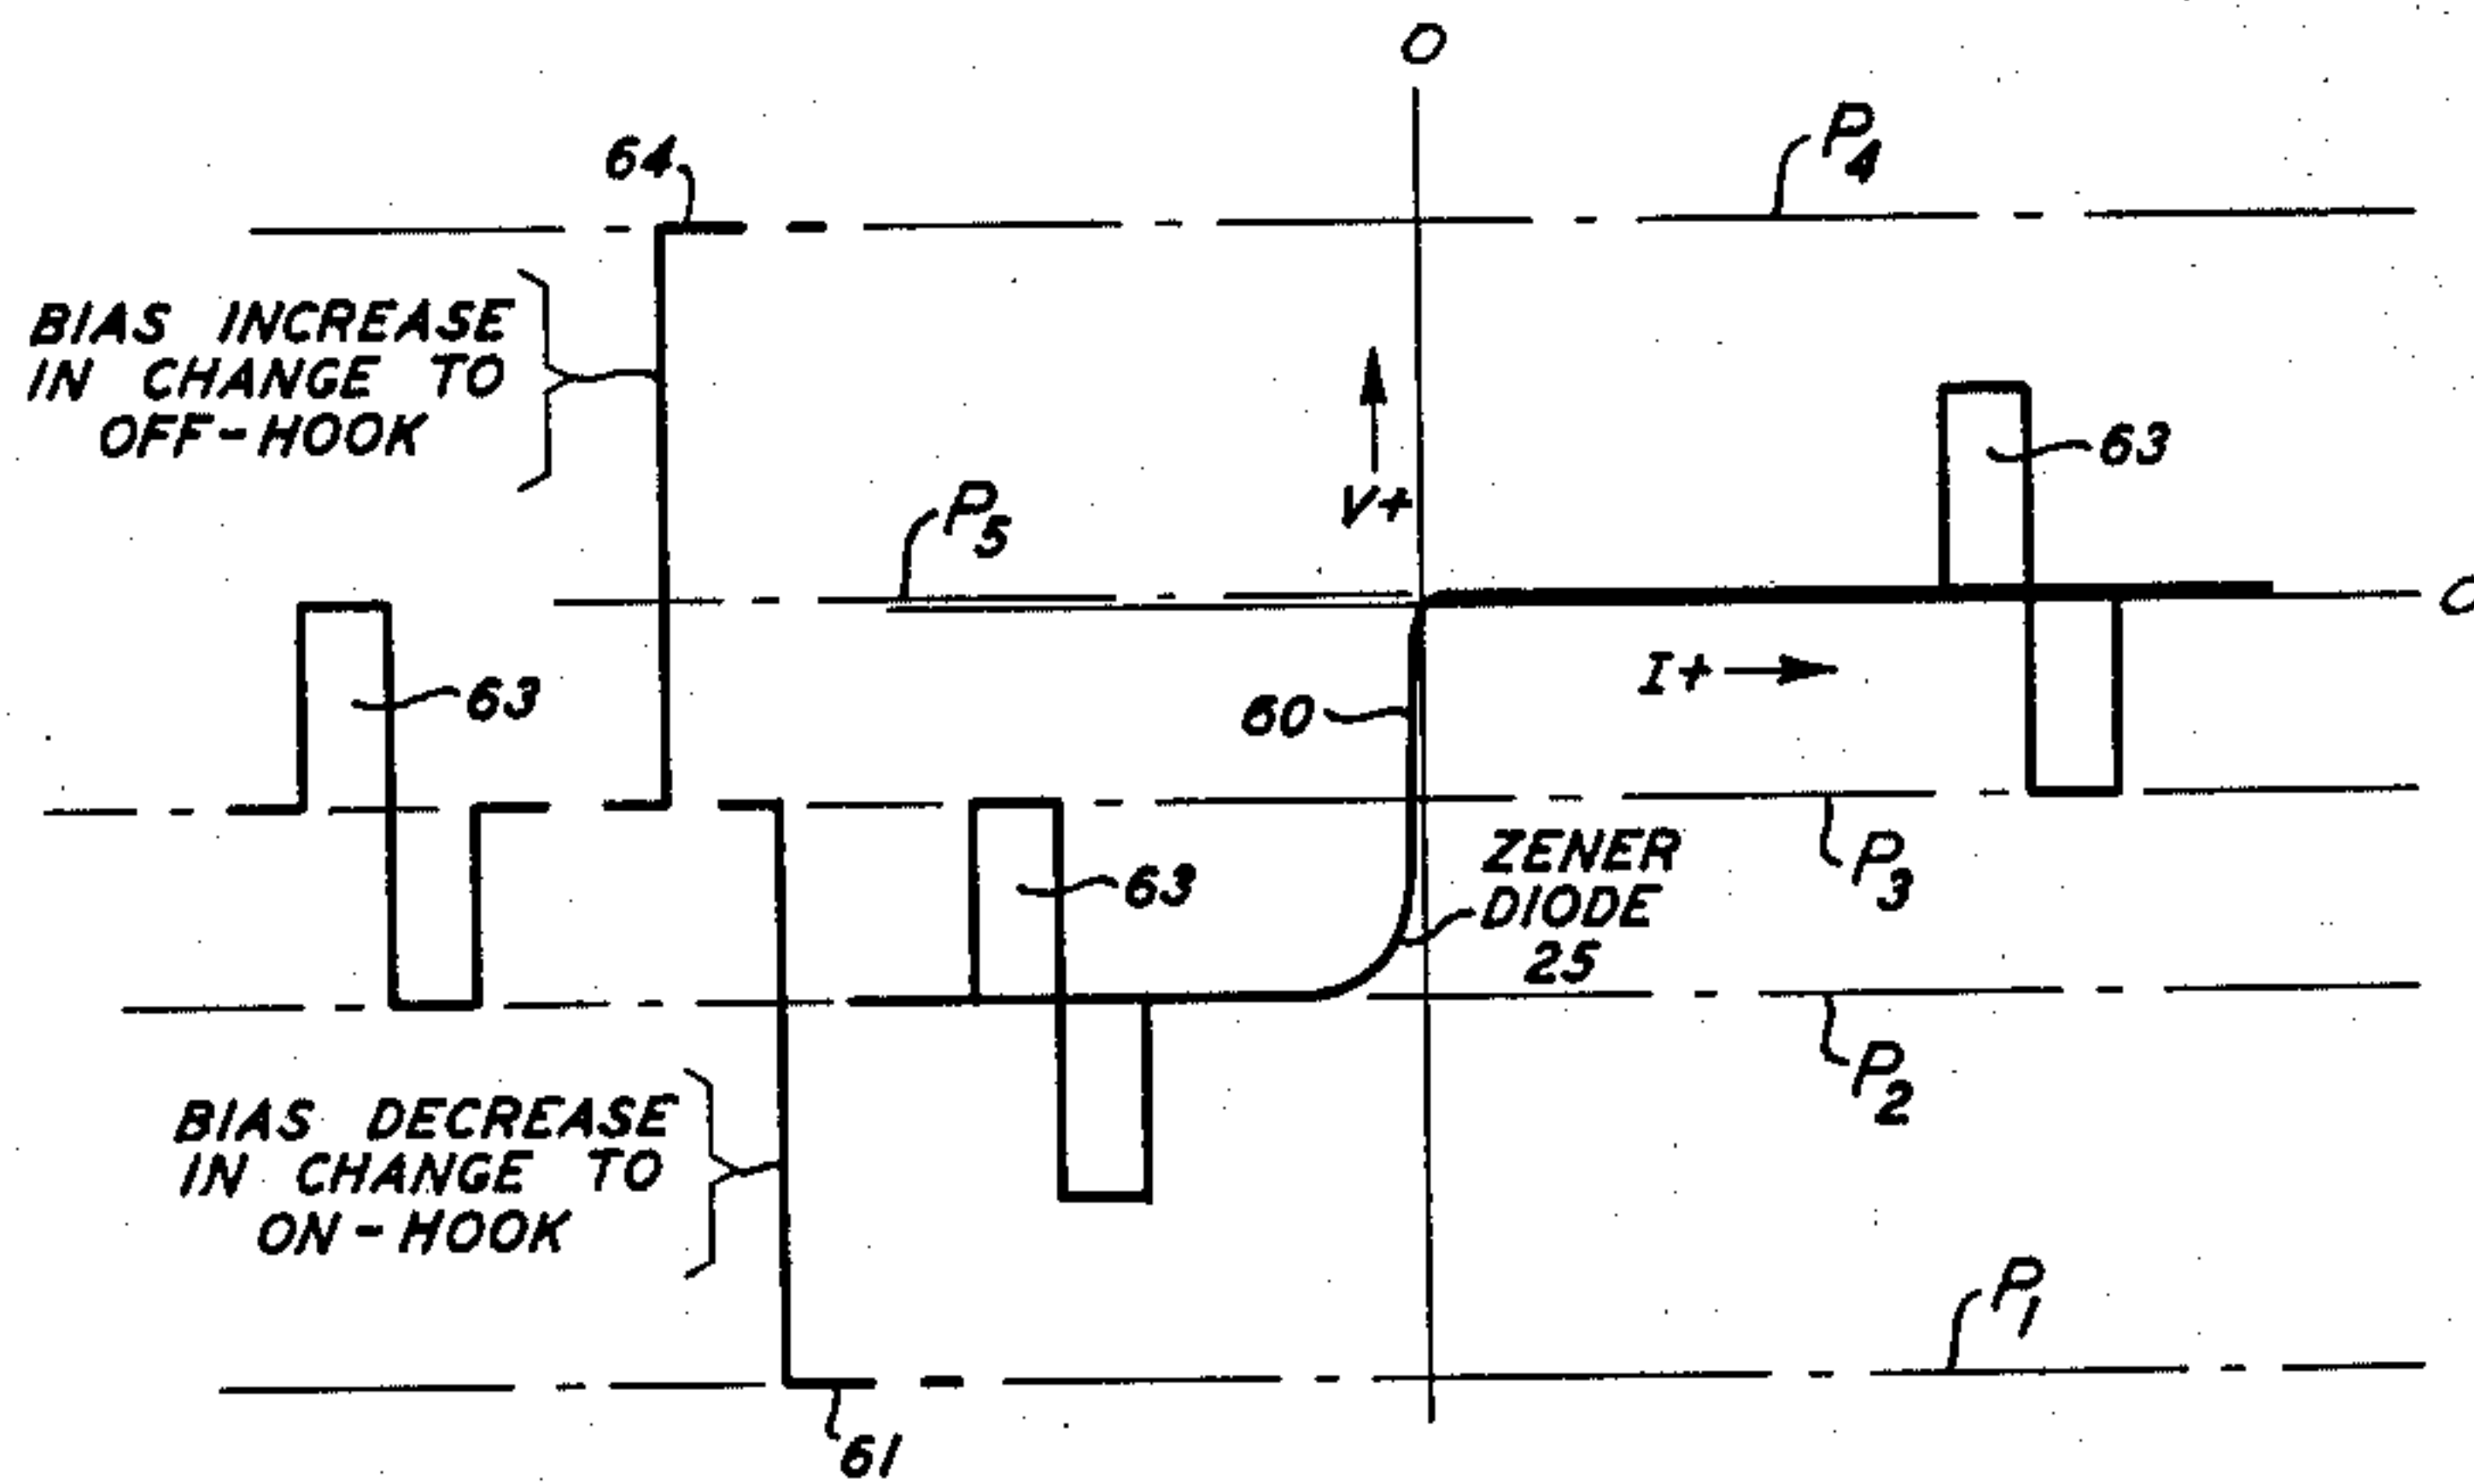 O
P4
64
BIAS INCREASE
IN CHANGE TO
OFF-HOOK
63
P5
V+
O
63
I+
60
ZENER
DIODE
25
P3
63
P2
BIAS DECREASE
IN CHANGE TO
ON-HOOK
P1
61